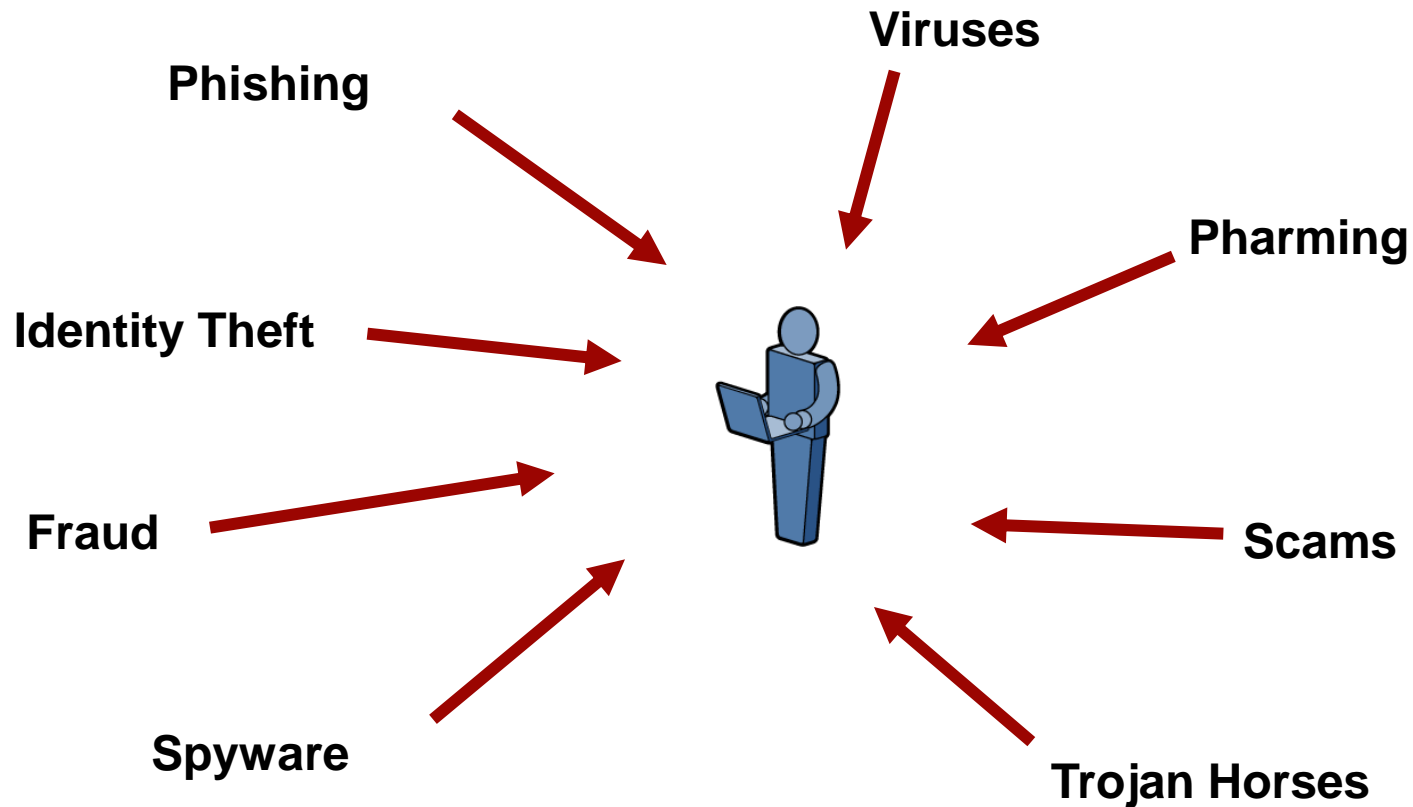 Viruses
Phishing
Pharming
Identity Theft
Fraud
Scams
Spyware
Trojan Horses